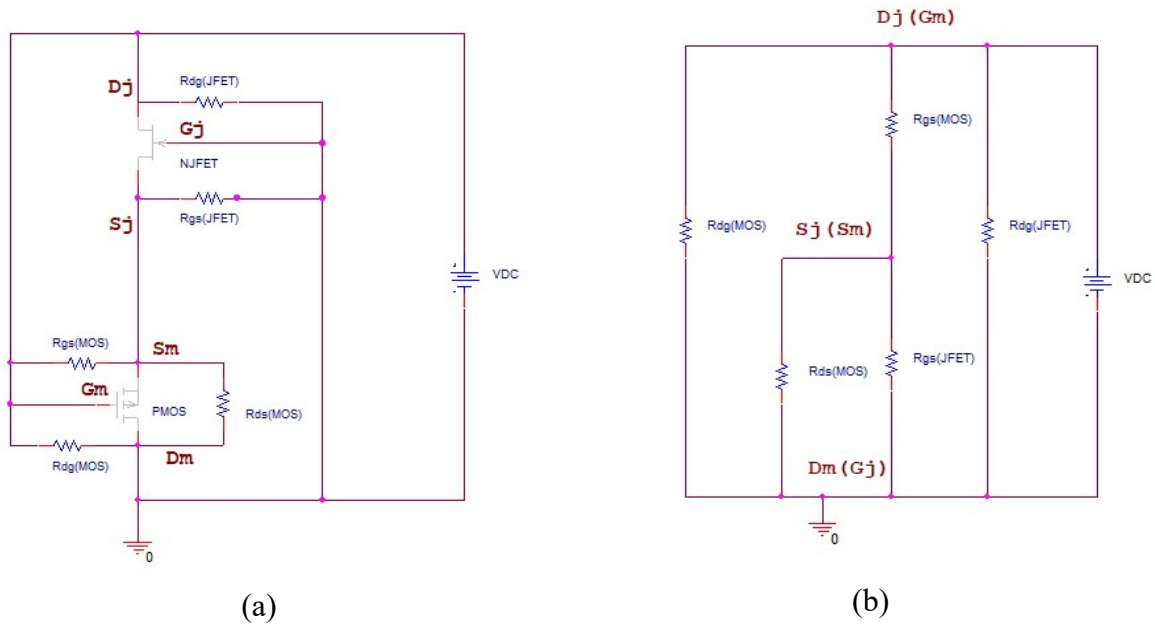 Dj
Rdg(JFET)
Gj
NJFET
Rgs(JFET)
Sj
VDC
Rgs(MOS)
Sm
Gm
PMOS
Rds(MOS)
Rdg(MOS)
Dm
0
(a)
Dj(Gm)
Rgs(MOS)
Rdg(MOS)
Sj(Sm)
Rdg(JFET)
VDC
Rds(MOS)
Rgs(JFET)
Dm(Gj)
0
(b)